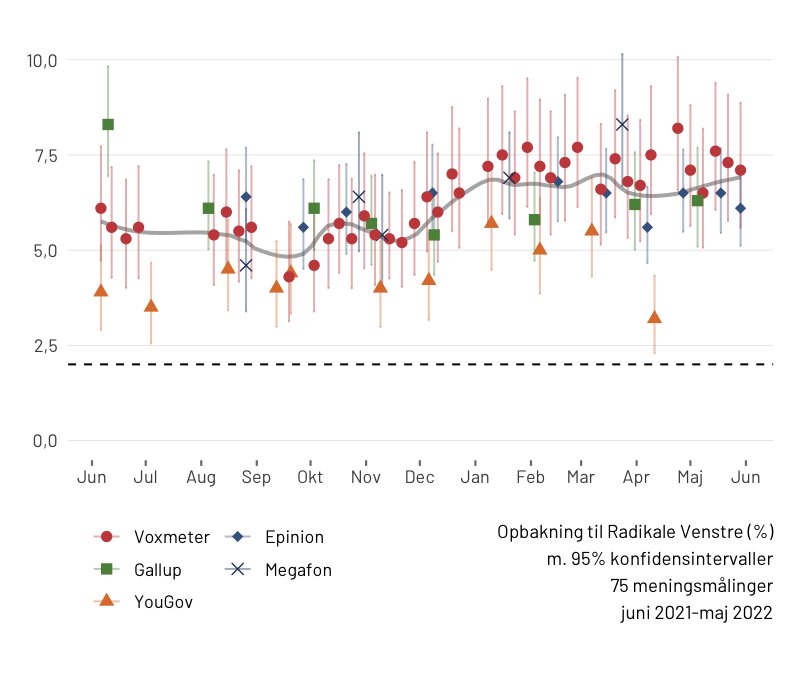 10,0
7,5
5,0
2,5
0,0
Jun Jul Aug Sep Okt Nov Dec Jan Feb Mar Apr Maj Jun
Voxmeter Epinion
Gallup Megafon
YouGov
Opbakning til Radikale Venstre (%)
m. 95% konfidensintervaller
75 meningsmålinger
juni 2021-maj 2022